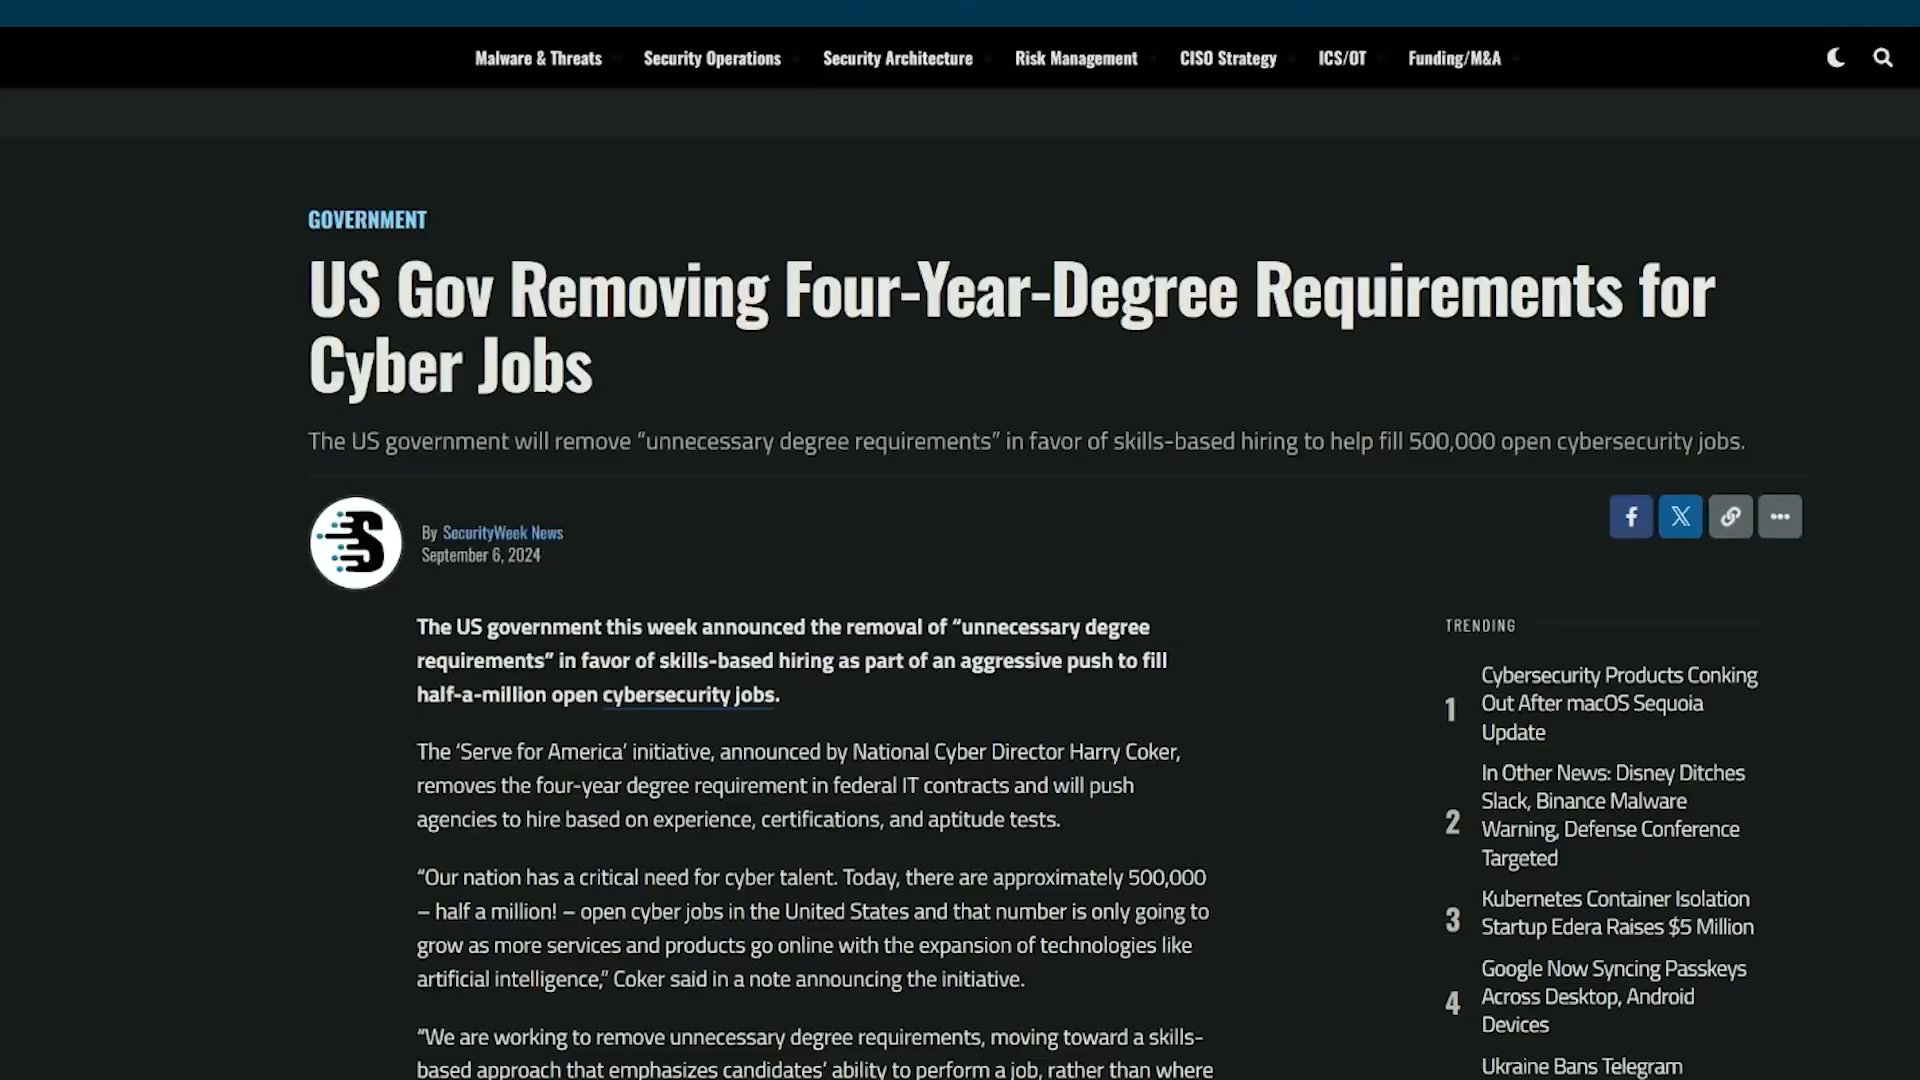 Malware & Threats Security Operations Security Architecture Risk Management CISO Strategy ICS/OT Funding/M&A
GOVERNMENT
US Gov Removing Four-Year-Degree Requirements for
Cyber Jobs
The US government will remove “unnecessary degree requirements” in favor of skills-based hiring to help fill 500,000 open cybersecurity jobs.
By SecurityWeek News
September 6, 2024
The US government this week announced the removal of “unnecessary degree
requirements” in favor of skills-based hiring as part of an aggressive push to fill
half-a-million open cybersecurity jobs.
The ‘Serve for America’ initiative, announced by National Cyber Director Harry Coker,
removes the four-year degree requirement in federal IT contracts and will push
agencies to hire based on experience, certifications, and aptitude tests.
“Our nation has a critical need for cyber talent. Today, there are approximately 500,000
– half a million! – open cyber jobs in the United States and that number is only going to
grow as more services and products go online with the expansion of technologies like
artificial intelligence,” Coker said in a note announcing the initiative.
“We are working to remove unnecessary degree requirements, moving toward a skills-
based approach that emphasizes candidates’ ability to perform a job, rather than where
TRENDING
1
Cybersecurity Products Conking
Out After macOS Sequoia
Update
2
In Other News: Disney Ditches
Slack, Binance Malware
Warning, Defense Conference
Targeted
3
Kubernetes Container Isolation
Startup Edera Raises $5 Million
4
Google Now Syncing Passkeys
Across Desktop, Android
Devices
Ukraine Bans Telegram